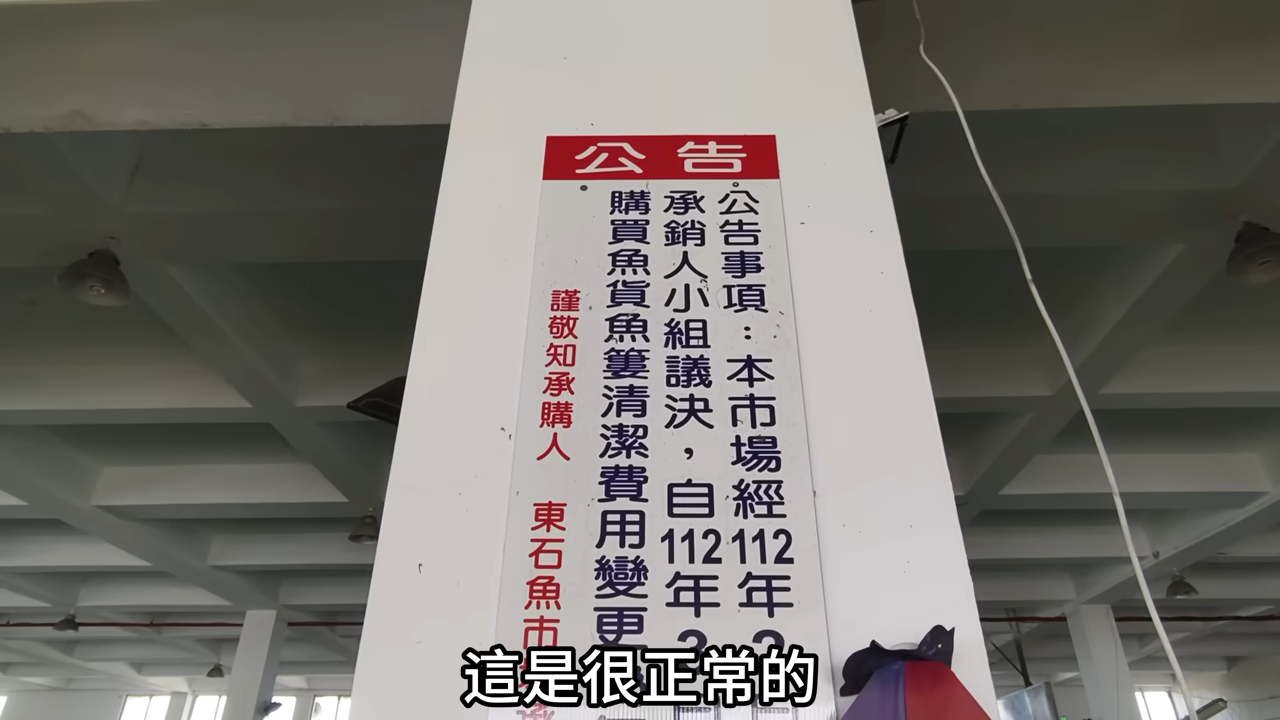 公告
公告事項：本市場經112年
承銷人小組議決，自112年
購買魚貨魚簍清潔費用變更
謹敬知承購人 東石魚市
這是很正常的